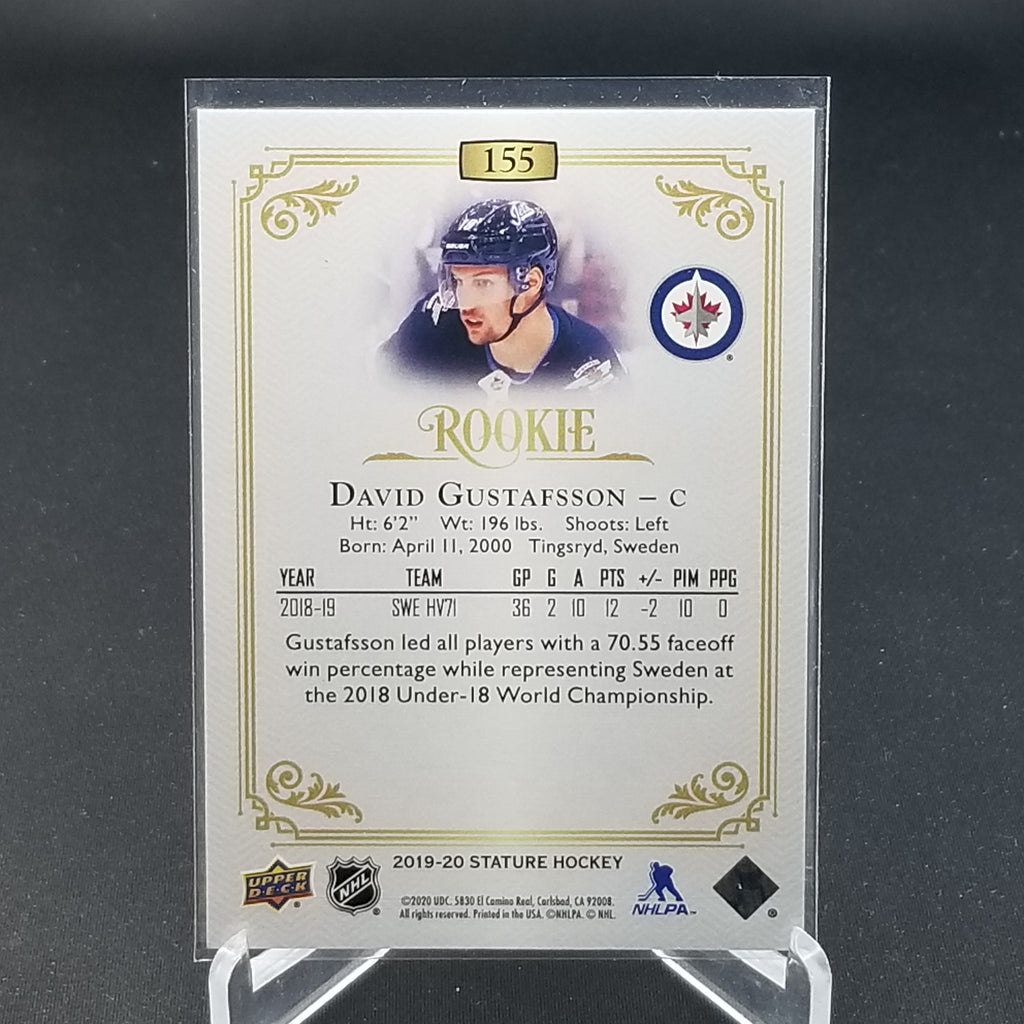 155
BAUER
ROOKIE
DAVID GUSTAFSSON – C
Ht: 6'2" Wt: 196 lbs. Shoots: Left
Born: April 11, 2000 Tingsryd, Sweden
YEAR TEAM GP G A PTS +/- PIM PPG
2018-19 SWE HV71 36 2 10 12 -2 10 0
Gustafsson led all players with a 70.55 faceoff
win percentage while representing Sweden at
the 2018 Under-18 World Championship.
UPPER DECK ® NHL ® 2019-20 STATURE HOCKEY NHLPA™ ®
©2020 UDC. 5830 El Camino Real, Carlsbad, CA 92008.
All rights reserved. Printed in the USA. ©NHLPA. © NHL.